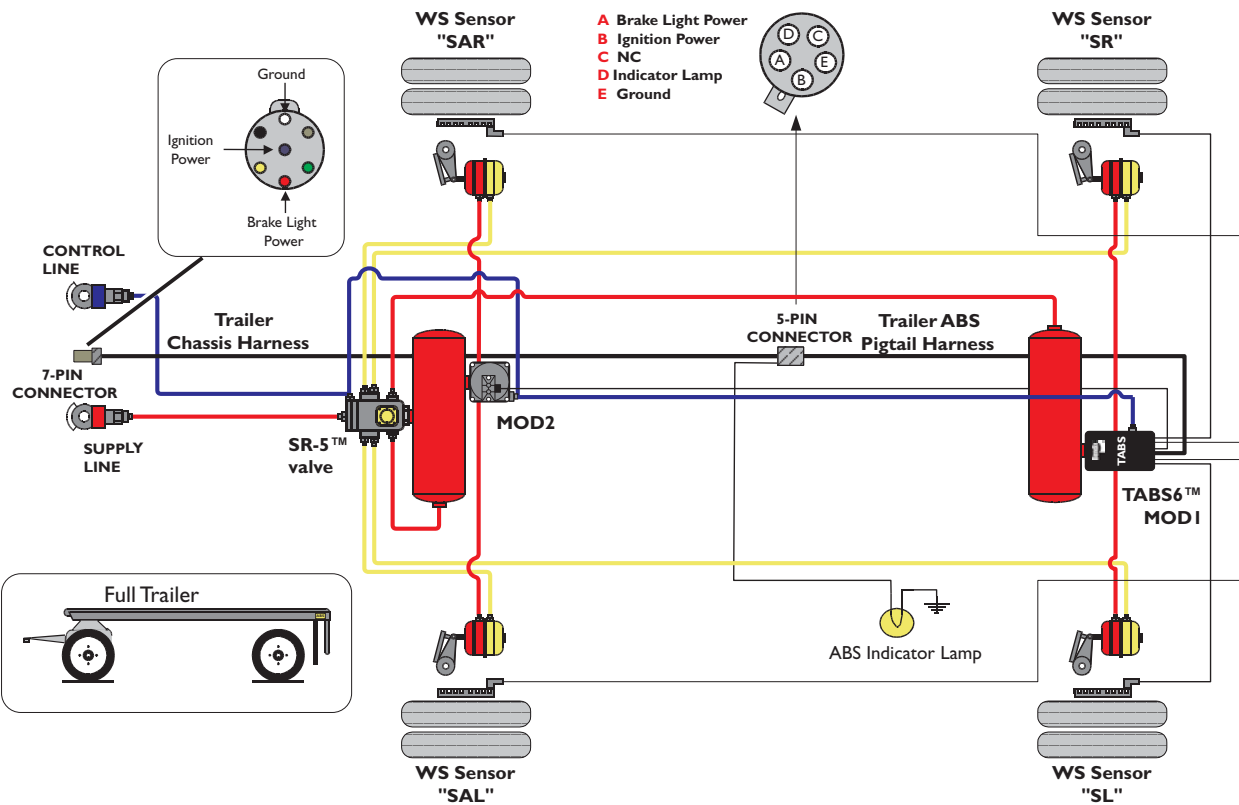 WS Sensor
"SAR"
A Brake Light Power
B Ignition Power
C NC
D Indicator Lamp
E Ground
D
C
A
E
B
WS Sensor
"SR"
Ground
Ignition
Power
Brake Light
Power
CONTROL
LINE
Trailer
Chassis Harness
5-PIN
CONNECTOR
Trailer ABS
Pigtail Harness
7-PIN
CONNECTOR
SUPPLY
LINE
SR-5™
valve
MOD2
TABS
TABS6™
MOD1
Full Trailer
ABS Indicator Lamp
WS Sensor
"SAL"
WS Sensor
"SL"